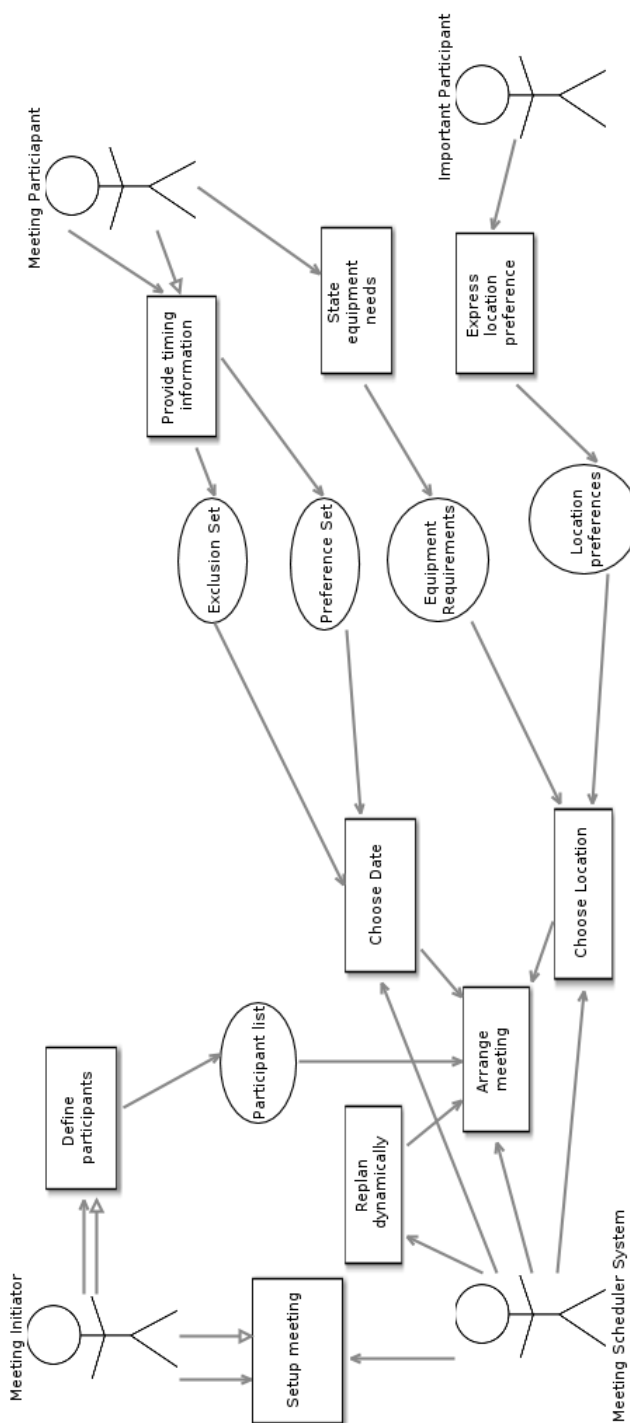 Meeting Initiator
Define
participants
Meeting Particiapant
Provide timing
information
Exclusion Set
Participant list
Setup meeting
Preference Set
State
equipment
needs
Replan
dynamically
Choose Date
Equipment
Requirements
Important Participant
Arrange
meeting
Express
location
preference
Choose Location
Location
preferences
Meeting Scheduler System